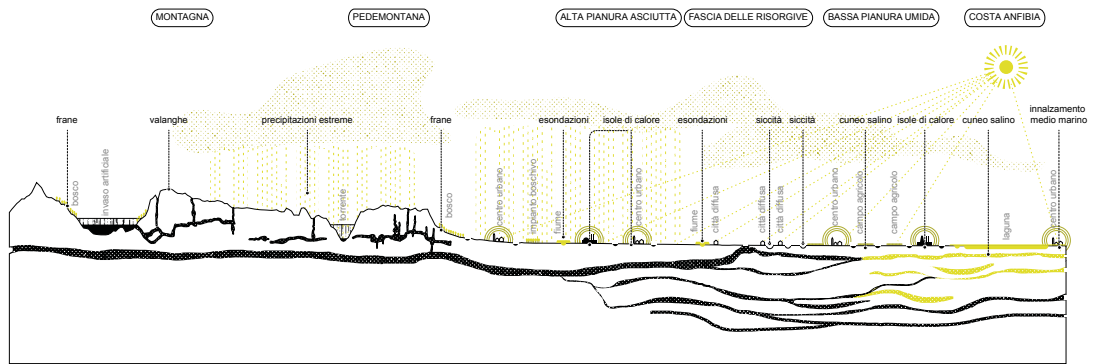 MONTAGNA
PEDEMONTANA
ALTA PIANURA ASCIUTTA
FASCIA DELLE RISORGIVE
BASSA PIANURA UMIDA
COSTA ANFIBIA
frane
valanghe
precipitazioni estreme
frane
esondazioni
isole di calore
esondazioni
siccità
siccità
cuneo salino
isole di calore
cuneo salino
innalzamento
medio marino
bosco
invaso artificiale
torrente
bosco
centro urbano
impianto boschivo
fiume
centro urbano
fiume
città diffusa
città diffusa
città diffusa
centro urbano
campo agricolo
campo agricolo
laguna
centro urbano